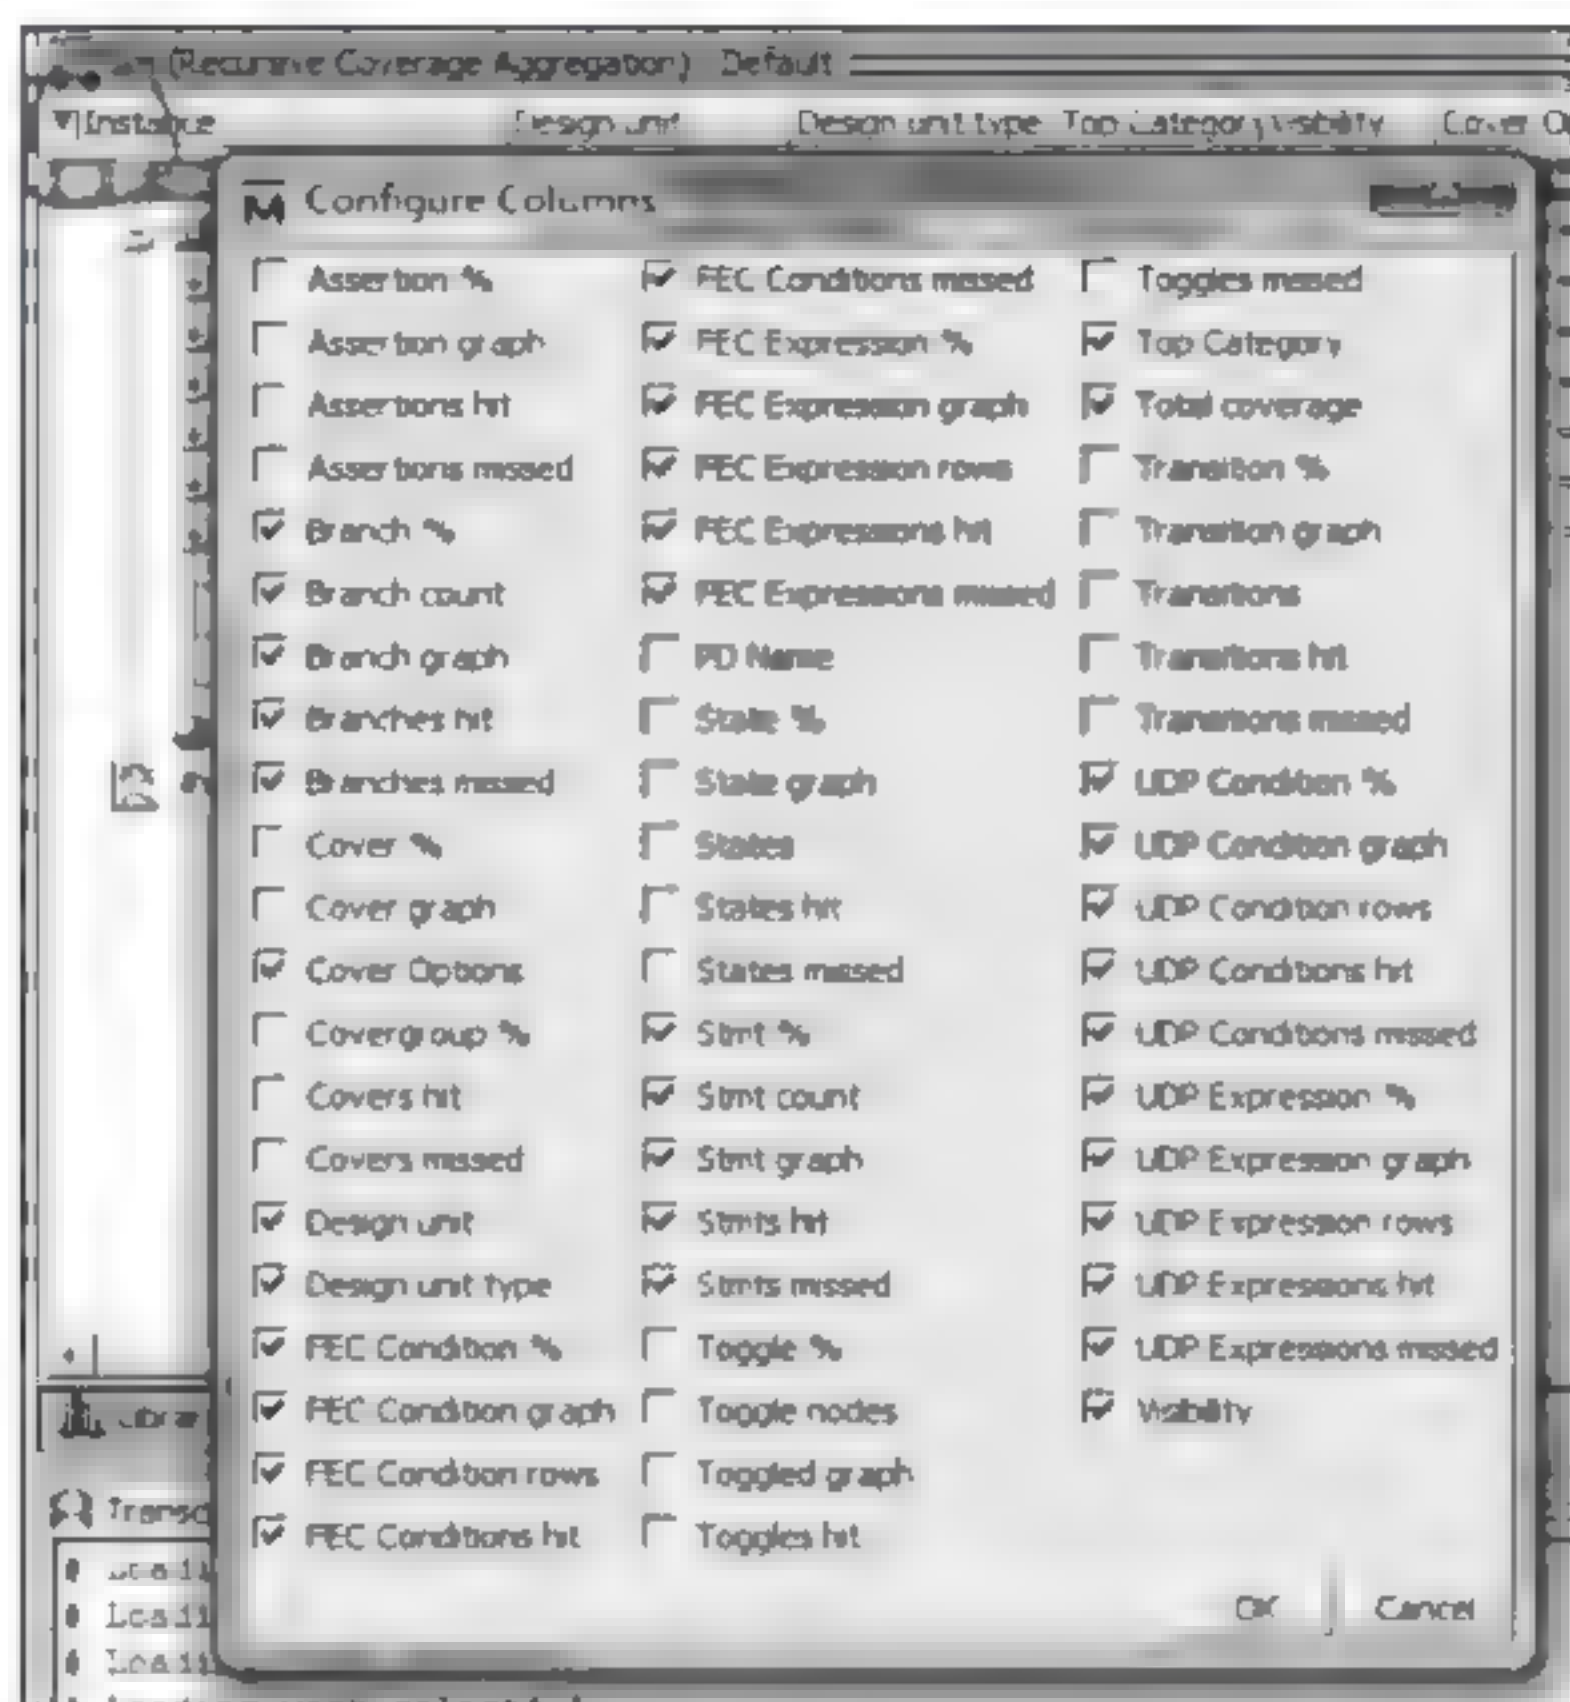 (Recursive Coverage Aggregation) Default
Instance Design unit Design unit type Top Category Visibility Cover
Configure Columns
Assertion % FEC Conditions missed Toggles missed
Assertion graph FEC Expression % Top Category
Assertions hit FEC Expression graph Total coverage
Assertions missed FEC Expression rows Transition %
Branch % FEC Expressions hit Transition graph
Branch count FEC Expressions missed Transitions
Branch graph PD Name Transitions hit
Branches hit State % Transitions missed
Branches missed State graph UDP Condition %
Cover % States UDP Condition graph
Cover graph States hit UDP Condition rows
Cover Options States missed UDP Conditions hit
Covergroup % Stmt % UDP Conditions missed
Covers hit Stmt count UDP Expression %
Covers missed Stmt graph UDP Expression graph
Design unit Stmts hit UDP Expression rows
Design unit type Stmts missed UDP Expressions hit
FEC Condition % Toggle % UDP Expressions missed
FEC Condition graph Toggle nodes Visibility
FEC Condition rows Toggled graph
FEC Conditions hit Toggles hit
OK Cancel
Librar
Transc
Loadi
Loadi
Loadi